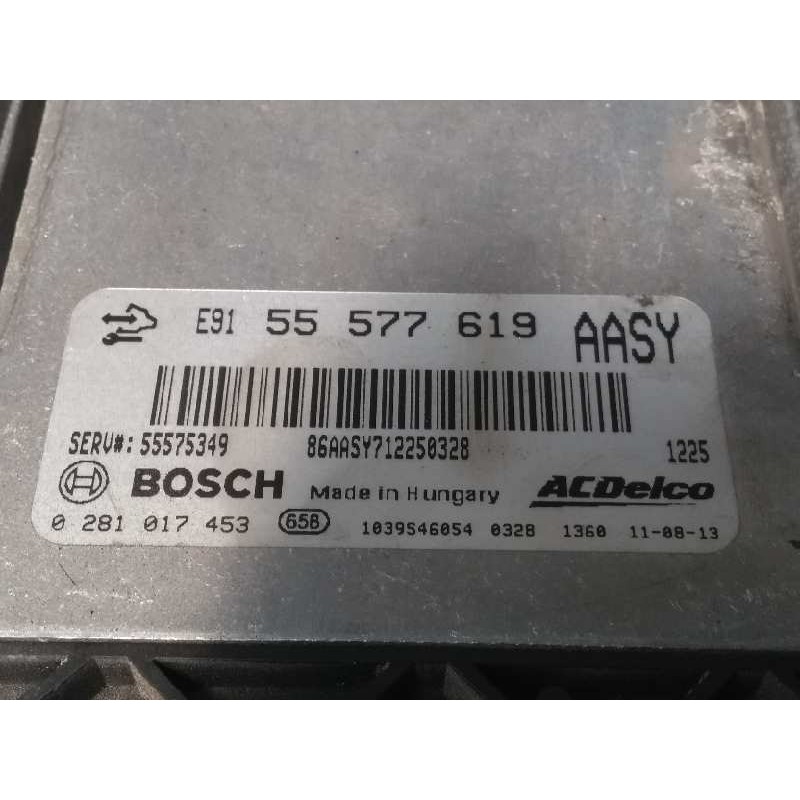 E91 55 577 619 AASY
SERV#: 55575349 86AASY712250328 1225
BOSCH Made in Hungary ACDelco
0 281 017 453 658 1039S46054 0328 1360 11-08-13